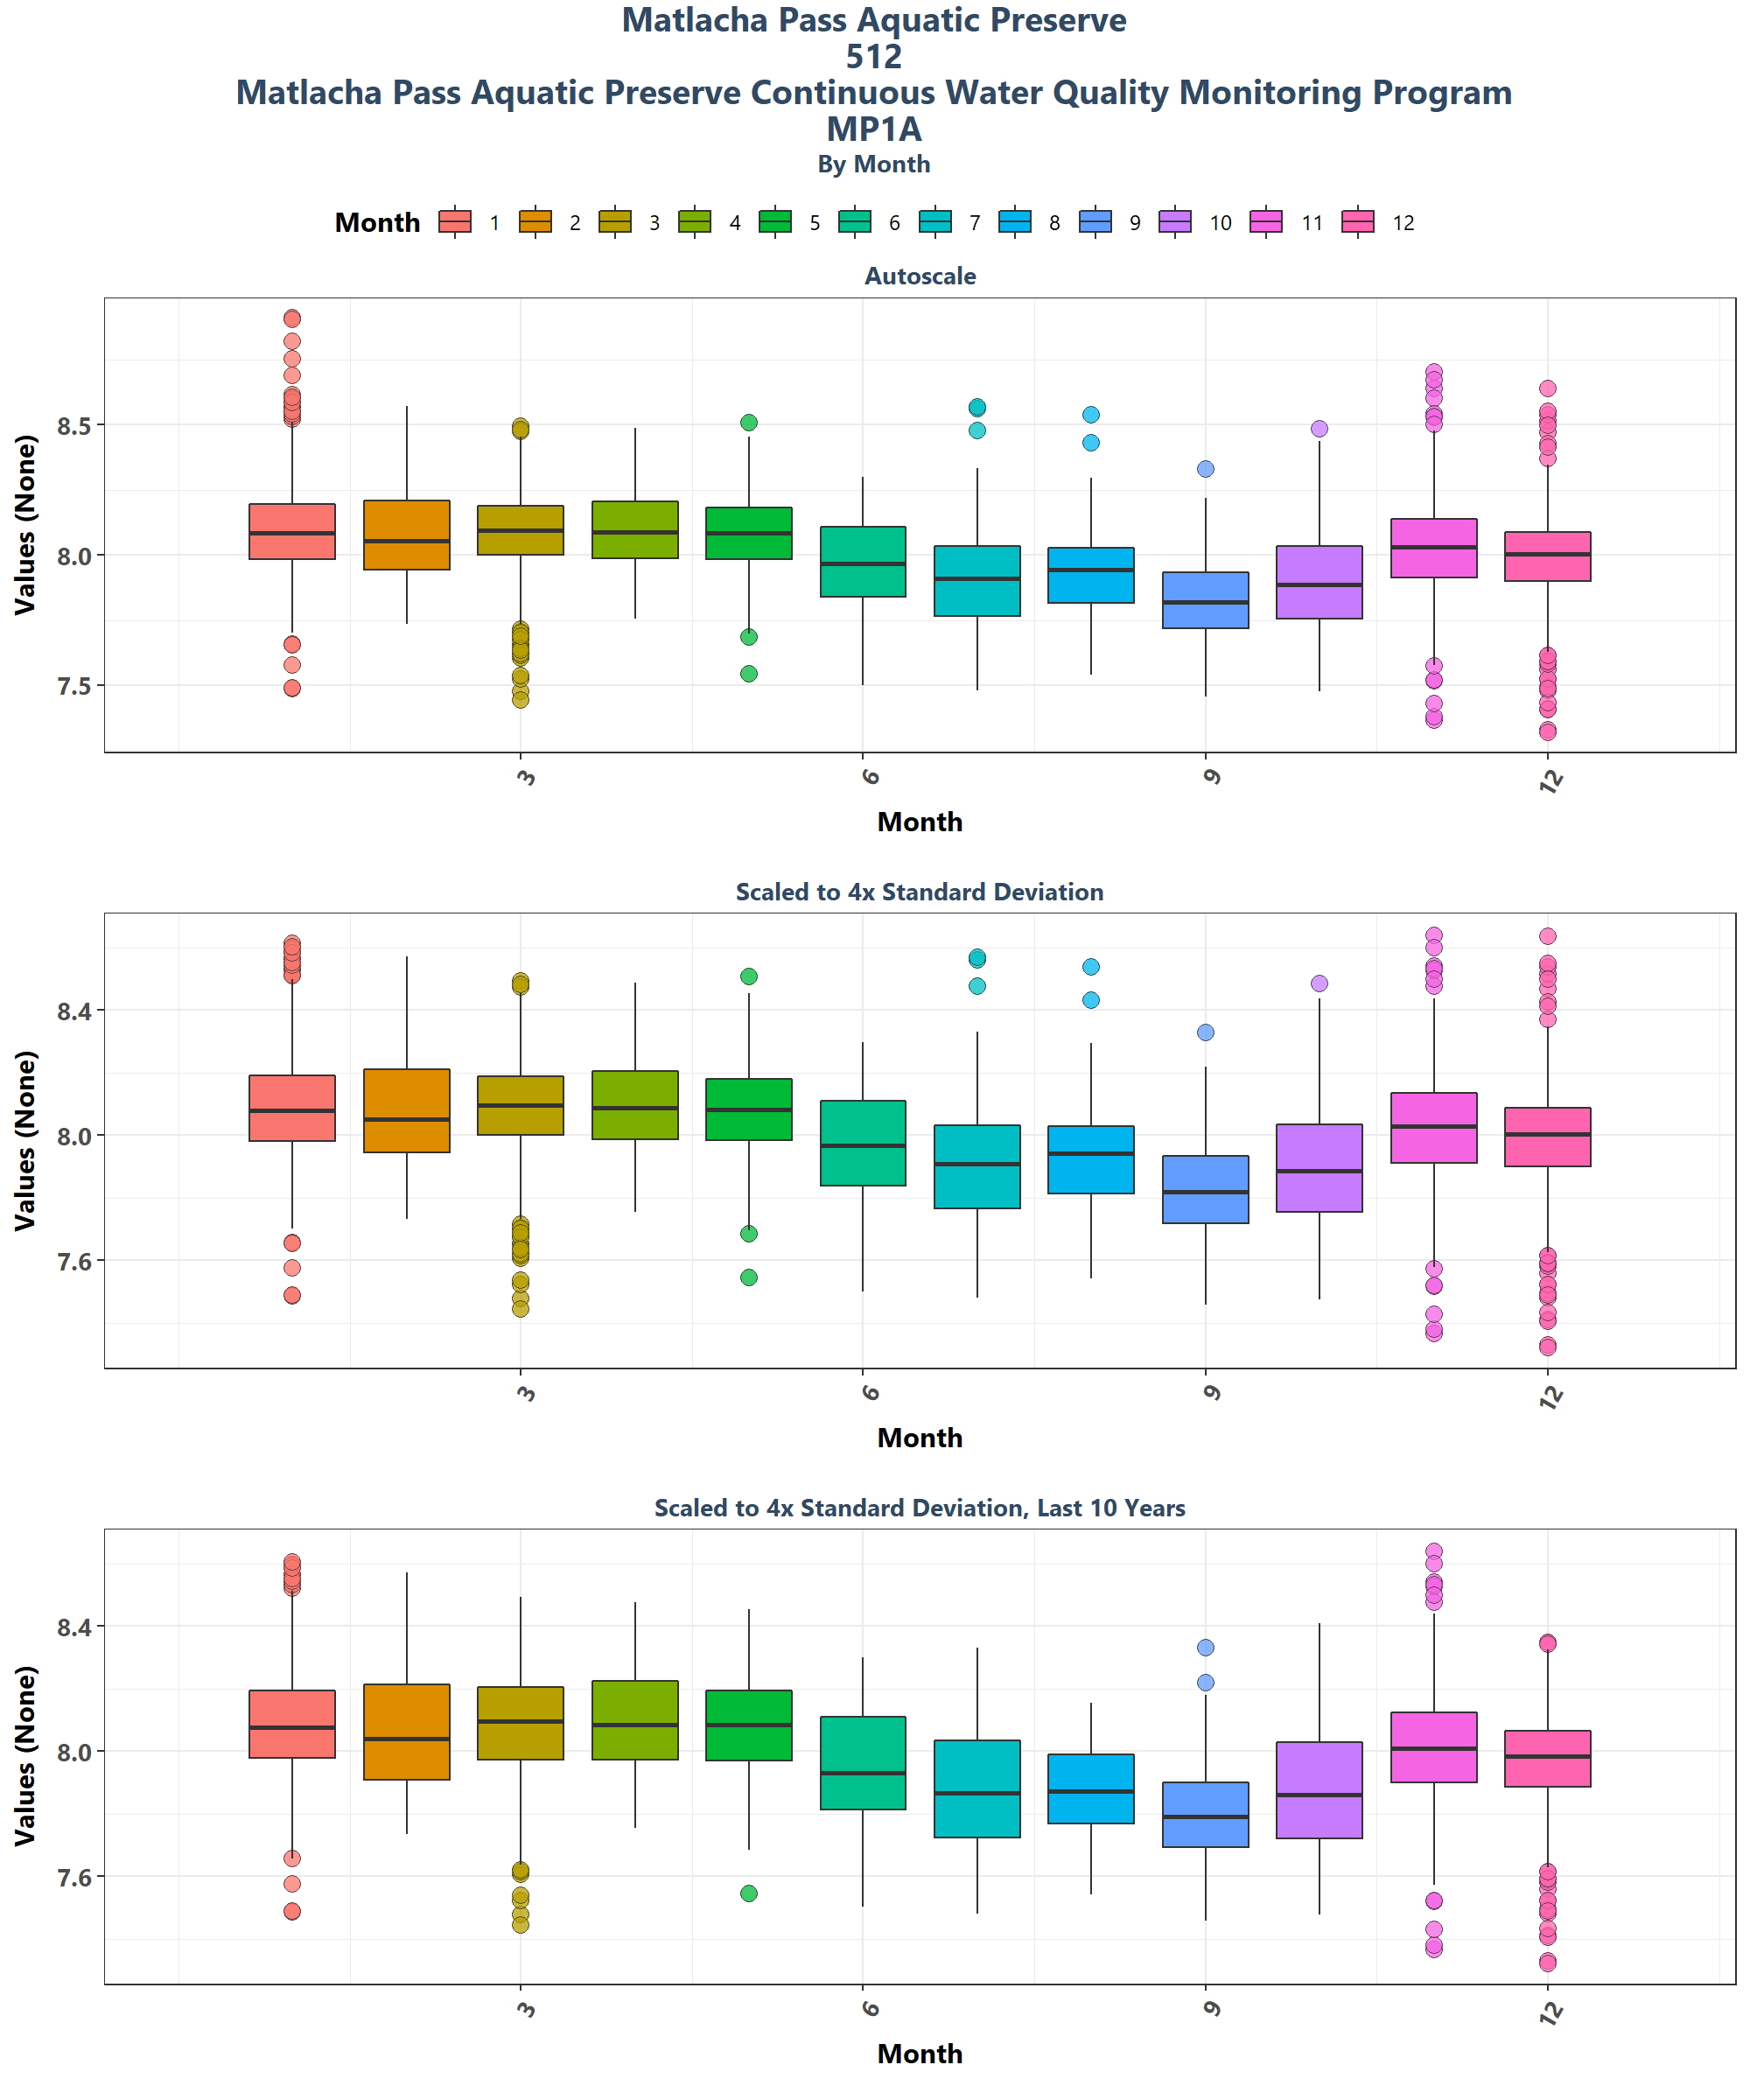 Matlacha Pass Aquatic Preserve
512
Matlacha Pass Aquatic Preserve Continuous Water Quality Monitoring Program
MP1A
By Month
Month 1 2 3 4 5 6 7 8 9 10 11 12
Autoscale
Values (None)
8.5
8.0
7.5
3 6 9 12
Month
Scaled to 4x Standard Deviation
Values (None)
8.4
8.0
7.6
3 6 9 12
Month
Scaled to 4x Standard Deviation, Last 10 Years
Values (None)
8.4
8.0
7.6
3 6 9 12
Month